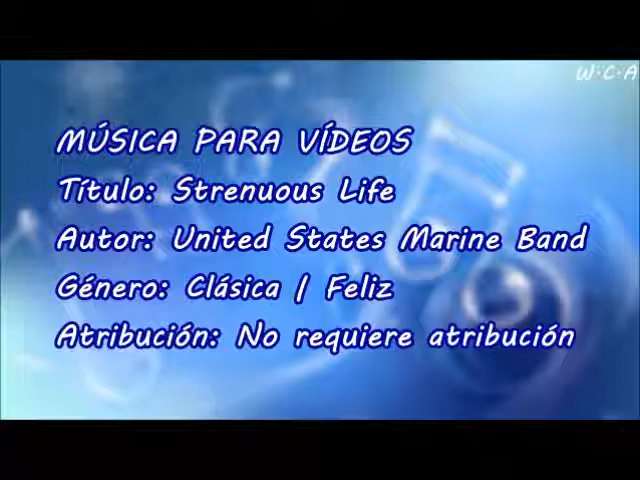 W.C.A
MÚSICA PARA VÍDEOS
Título: Strenuous Life
Autor: United States Marine Band
Género: Clásica / Feliz
Atribución: No requiere atribución